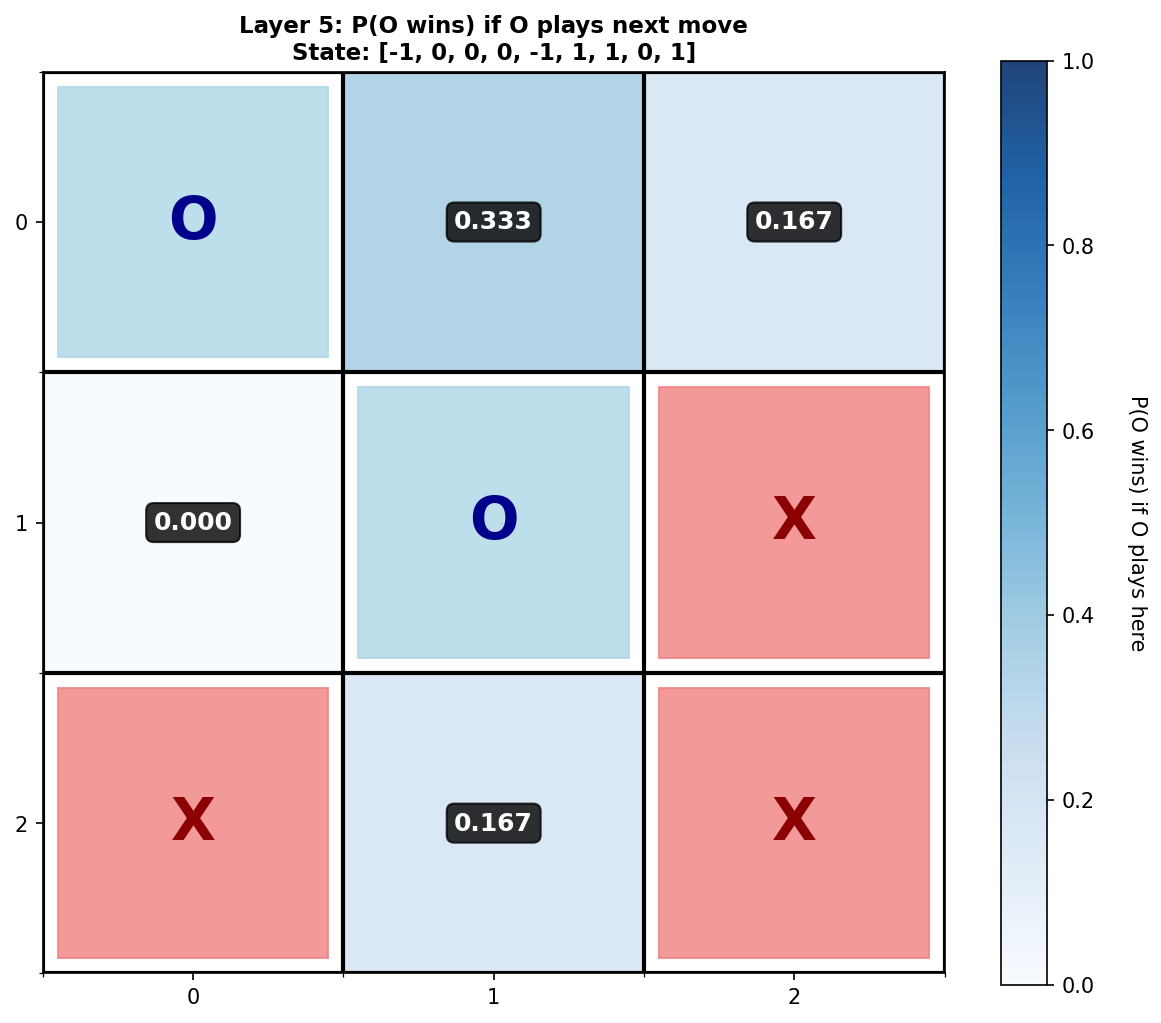 Layer 5: P(O wins) if O plays next move
State: [-1, 0, 0, 0, -1, 1, 1, 0, 1]
0
O
0.333
0.167
1
0.000
O
X
2
X
0.167
X
0
1
2
1.0
0.8
0.6
0.4
0.2
0.0
P(O wins) if O plays here